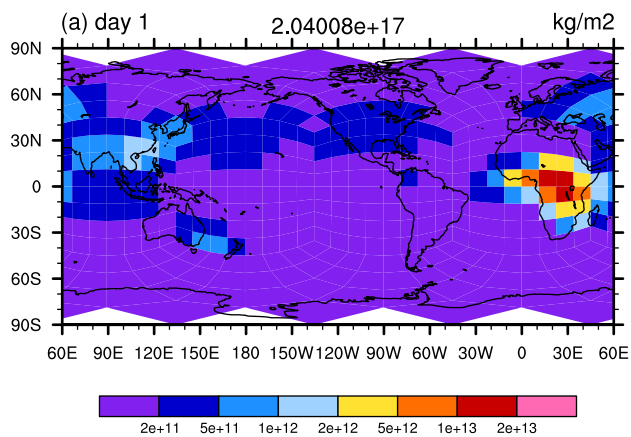 (a) day 1 2.04008e+17 kg/m2
90N
60N
30N
0
30S
60S
90S
60E 90E 120E 150E 180 150W 120W 90W 60W 30W 0 30E 60E
2e+11 5e+11 1e+12 2e+12 5e+12 1e+13 2e+13